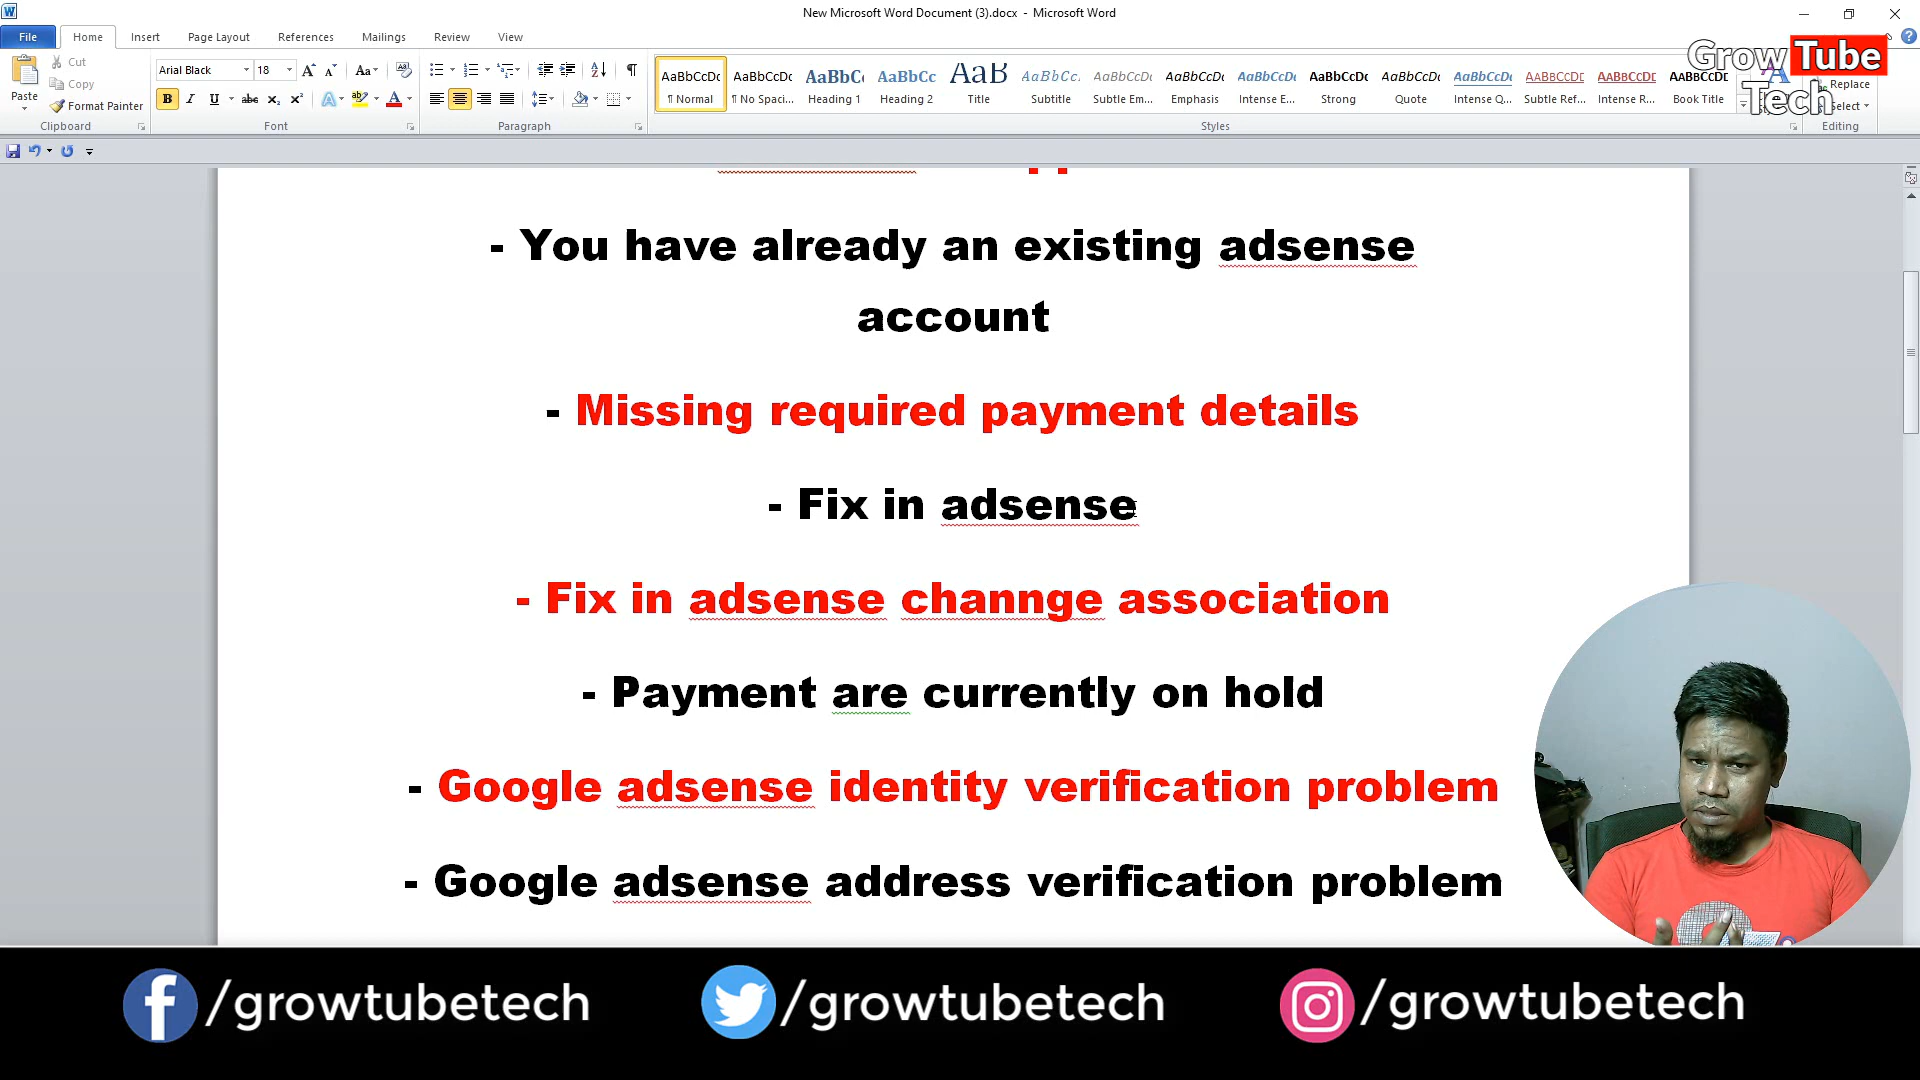 New Microsoft Word Document (3).docx - Microsoft Word
File Home Insert Page Layout References Mailings Review View
Grow Tube
Tech
Cut
Copy
Format Painter
Paste
Clipboard
Arial Black 18
Font
Paragraph
AaBbCcDc AaBbCcDc AaBbC AaBbCc AaB AaBbCc. AaBbCcDc AaBbCcDc AaBbCcDc AaBbCcDc AaBbCcDc AaBbCcDc AABBCCDE AABBCCDE AABBCCDE
¶ Normal ¶ No Spaci... Heading 1 Heading 2 Title Subtitle Subtle Em... Emphasis Intense E... Strong Quote Intense Q... Subtle Ref... Intense R... Book Title
Styles
Replace
Select
Editing
- You have already an existing adsense
account
- Missing required payment details
- Fix in adsense
- Fix in adsense channge association
- Payment are currently on hold
- Google adsense identity verification problem
- Google adsense address verification problem
/growtubetech
/growtubetech
/growtubetech